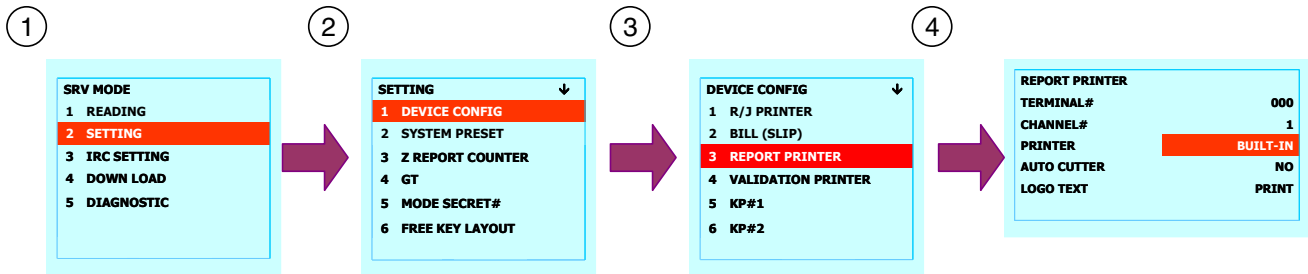 1
SRV MODE
1 READING
2 SETTING
3 IRC SETTING
4 DOWN LOAD
5 DIAGNOSTIC
2
SETTING ↓
1 DEVICE CONFIG
2 SYSTEM PRESET
3 Z REPORT COUNTER
4 GT
5 MODE SECRET#
6 FREE KEY LAYOUT
3
DEVICE CONFIG ↓
1 R/J PRINTER
2 BILL (SLIP)
3 REPORT PRINTER
4 VALIDATION PRINTER
5 KP#1
6 KP#2
4
REPORT PRINTER
TERMINAL# 000
CHANNEL# 1
PRINTER BUILT-IN
AUTO CUTTER NO
LOGO TEXT PRINT